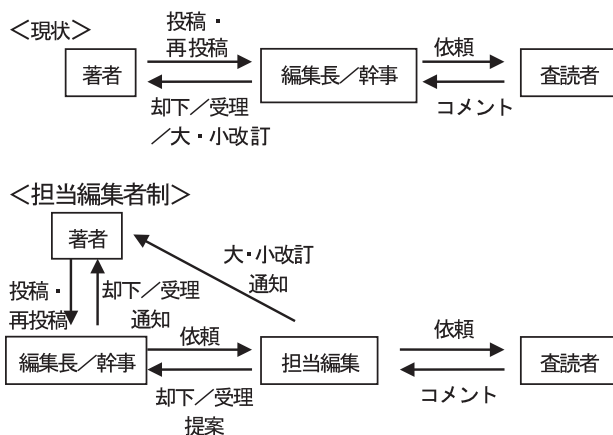 ＜現状＞
投稿・
再投稿
依頼
著者
編集長／幹事
査読者
却下／受理
／大・小改訂
コメント
＜担当編集者制＞
著者
大・小改訂
通知
投稿・
再投稿
却下／受理
通知
依頼
依頼
編集長／幹事
担当編集
査読者
却下／受理
提案
コメント